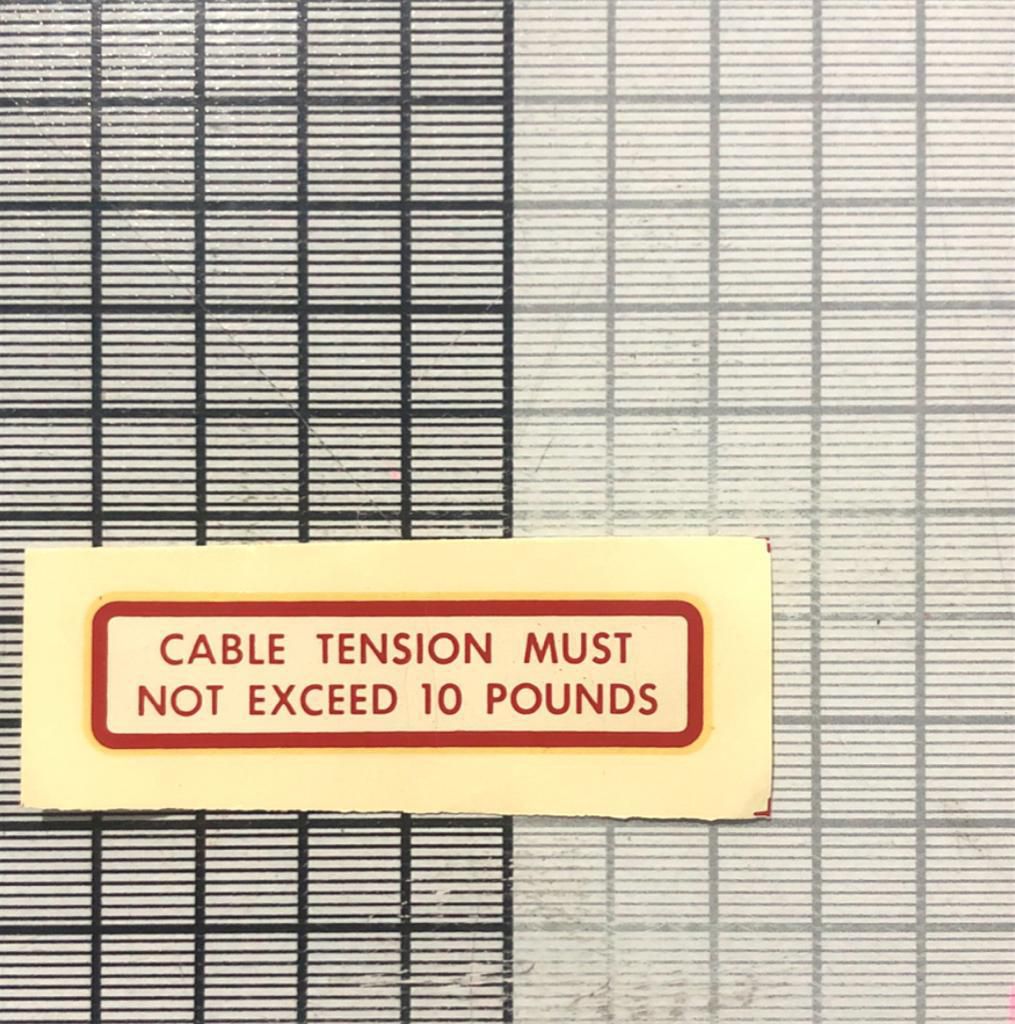 CABLE TENSION MUST
NOT EXCEED 10 POUNDS